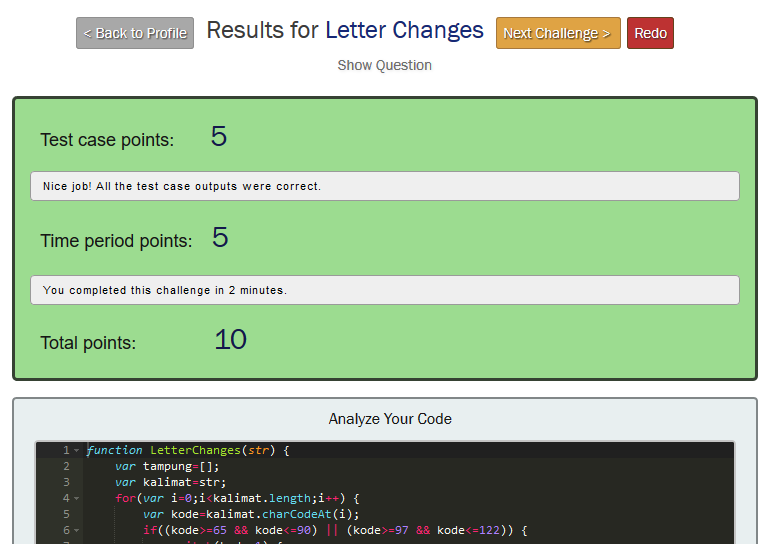 < Back to Profile Results for Letter Changes Next Challenge > Redo
Show Question
Test case points: 5
Nice job! All the test case outputs were correct.
Time period points: 5
You completed this challenge in 2 minutes.
Total points: 10
Analyze Your Code
1 function LetterChanges(str) {
2 var tampung=[];
3 var kalimat=str;
4 for(var i=0;i<kalimat.length;i++) {
5 var kode=kalimat.charCodeAt(i);
6 if((kode>=65 && kode<=90) || (kode>=97 && kode<=122)) {